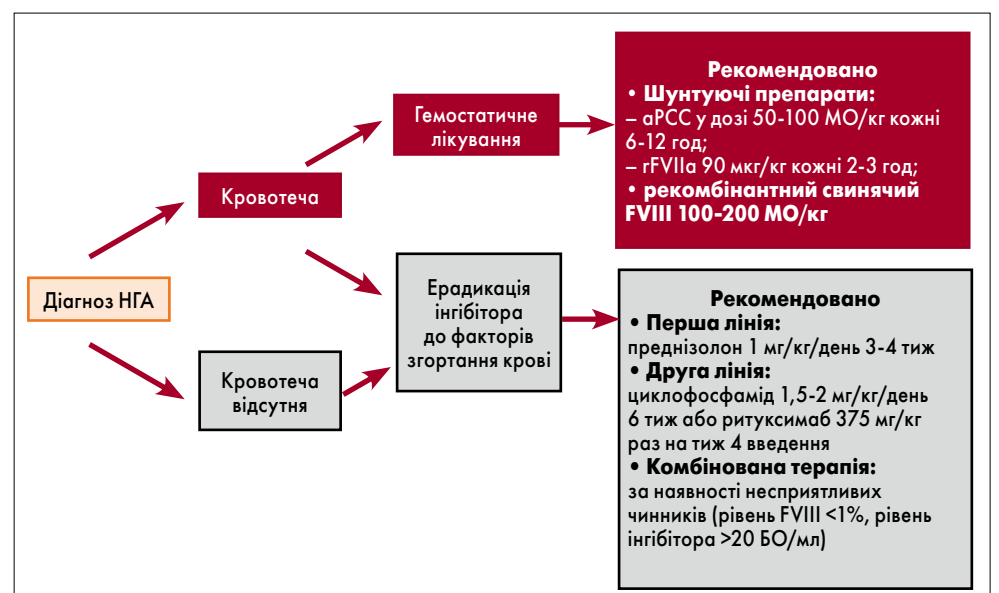 Рекомендовано
• Шунтуючі препарати:
– аРСС у дозі 50-100 МО/кг кожні
6-12 год;
– rFVIIa 90 мкг/кг кожні 2-3 год;
• рекомбінантний свинячий
FVIII 100-200 МО/кг
Гемостатичне
лікування
Кровотеча
Діагноз НГА
Ерадикація
інгібітора
до факторів
згортання крові
Кровотеча
відсутня
Рекомендовано
• Перша лінія:
преднізолон 1 мг/кг/день 3-4 тиж
• Друга лінія:
циклофосфамід 1,5-2 мг/кг/день
6 тиж або ритуксимаб 375 мг/кг
раз на тиж 4 введення
• Комбінована терапія:
за наявності несприятливих
чинників (рівень FVIII <1%, рівень
інгібітора >20 БО/мл)